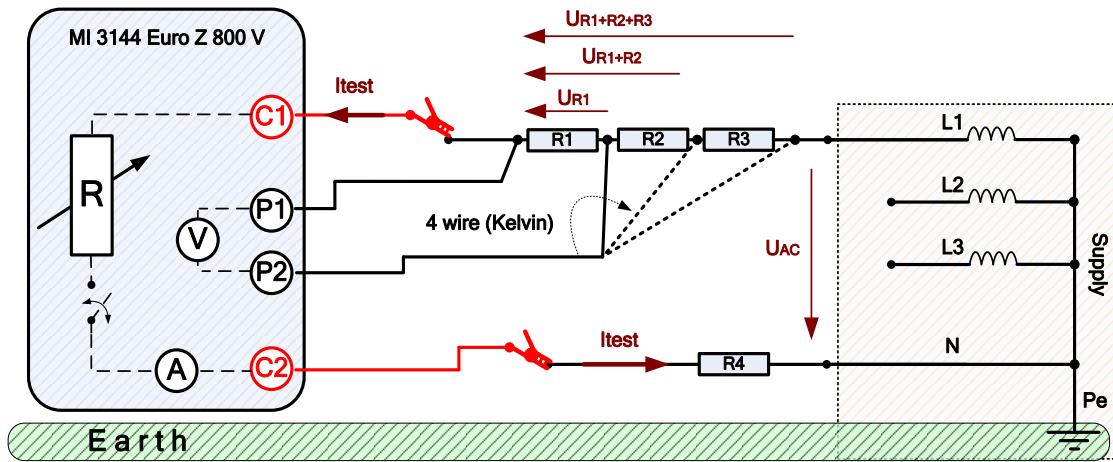 MI 3144 Euro Z 800 V
UR1+R2+R3
UR1+R2
UR1
Itest
C1
R1
R2
R3
L1
R
P1
V
P2
4 wire (Kelvin)
L2
L3
UAC
Supply
Itest
A
C2
R4
N
Pe
Earth